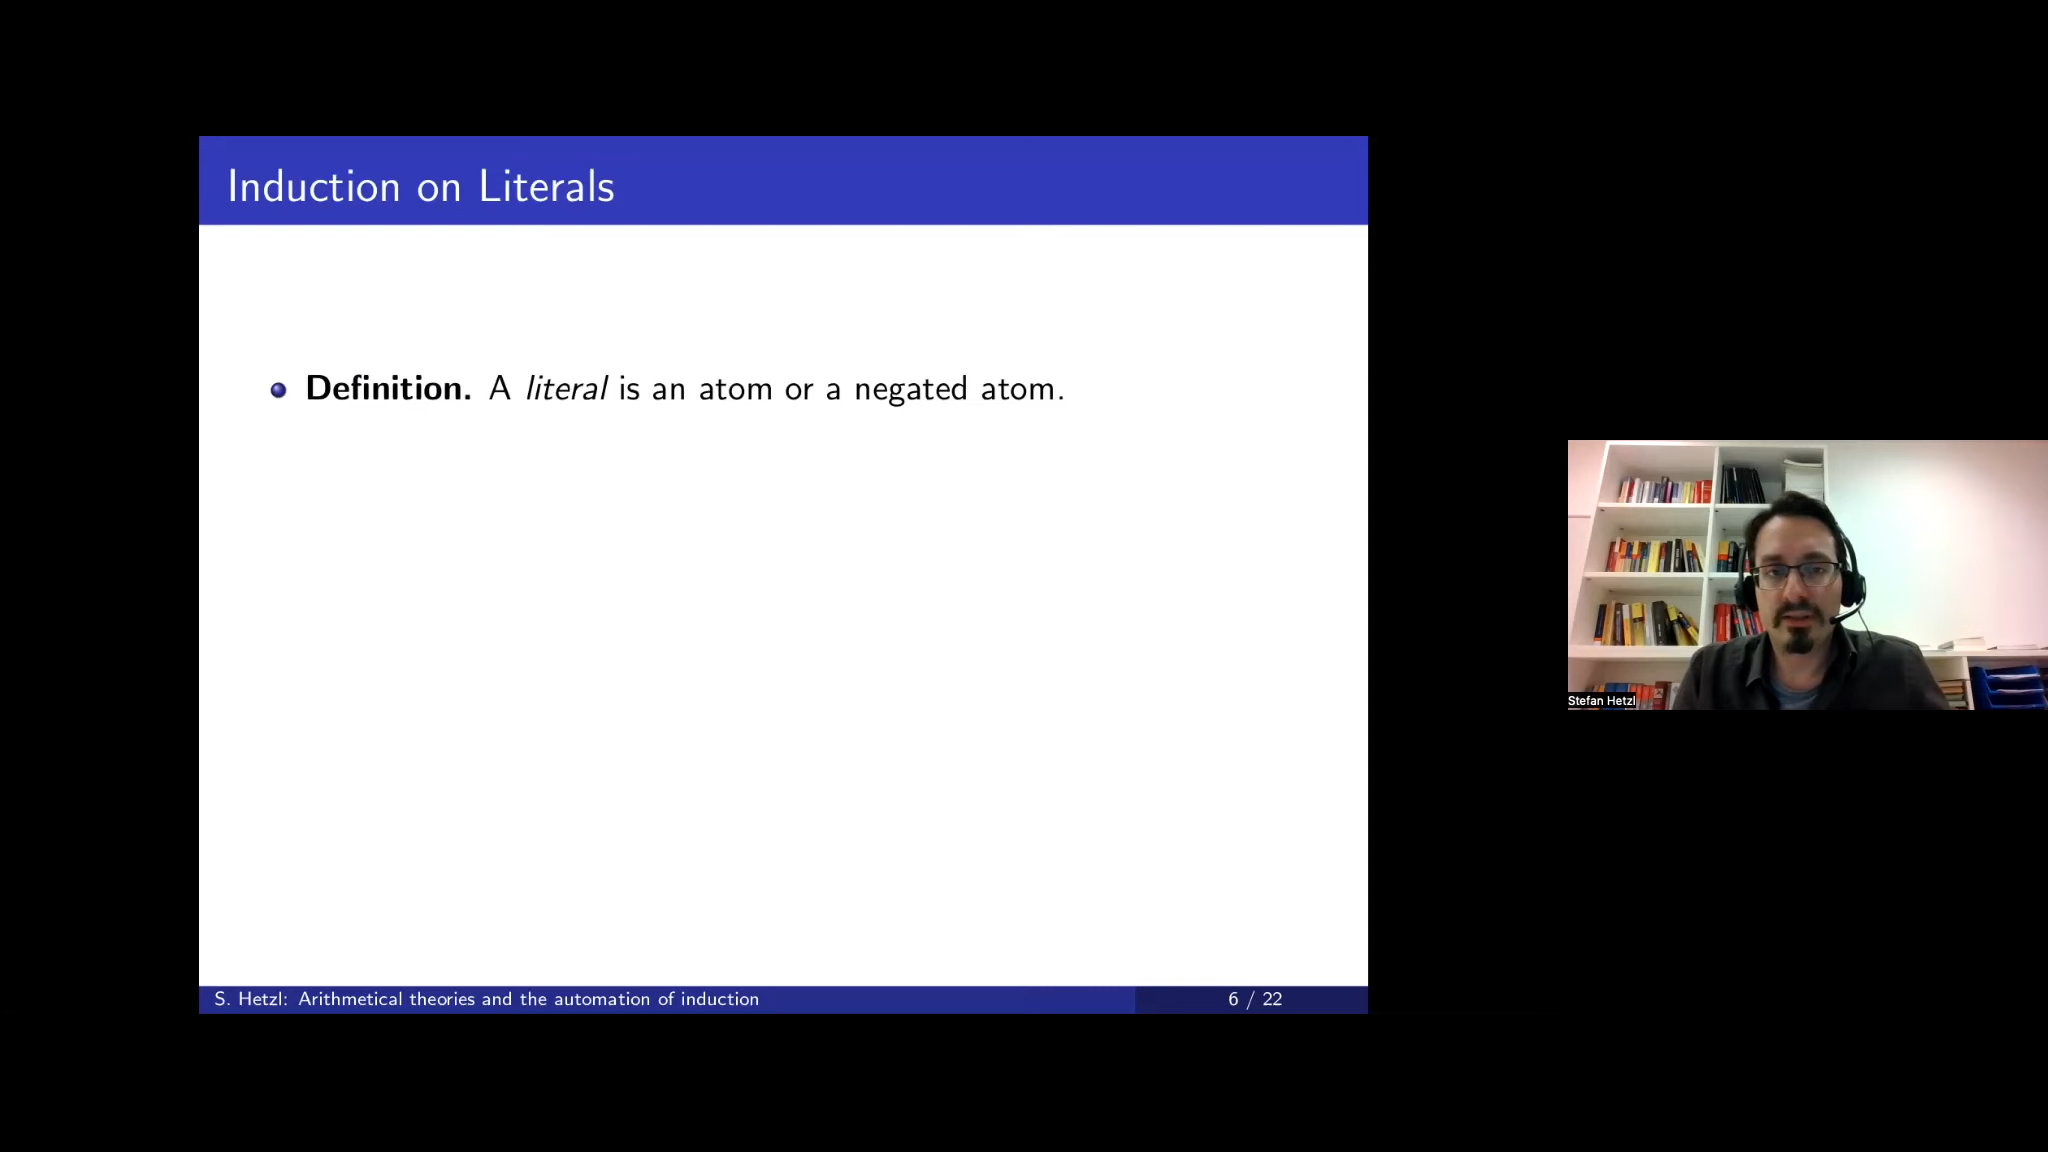 Induction on Literals
Definition. A literal is an atom or a negated atom.
Stefan Hetzl
S. Hetzl: Arithmetical theories and the automation of induction
6 / 22